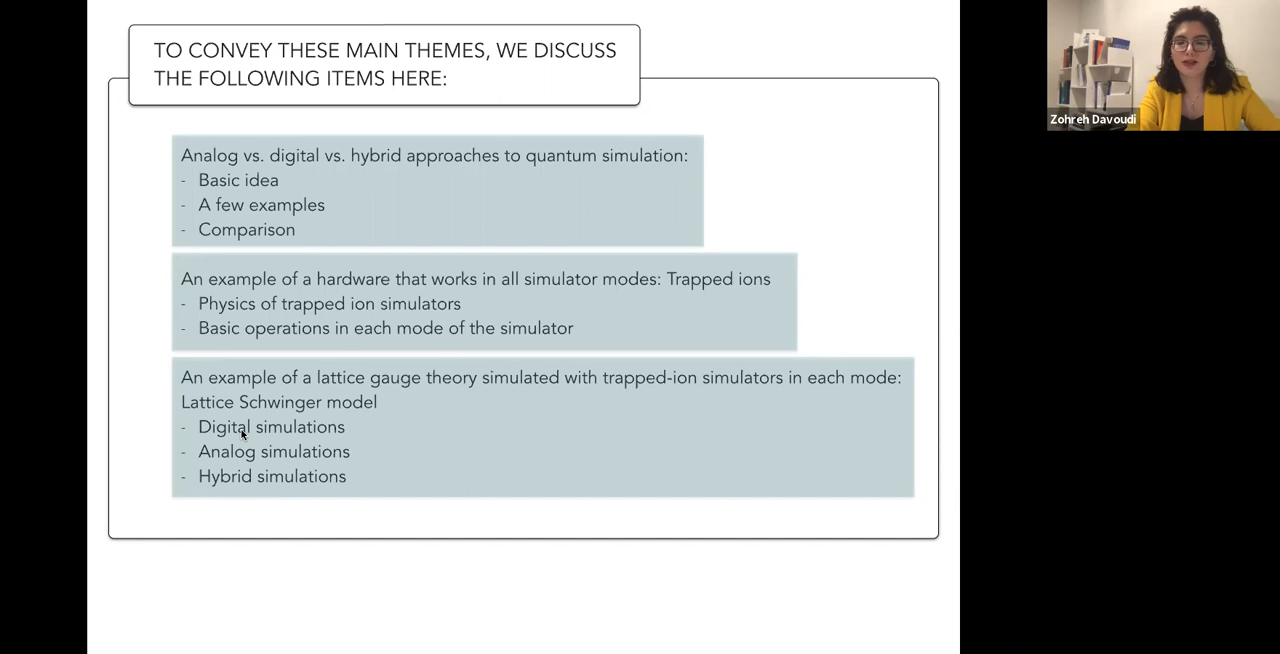 TO CONVEY THESE MAIN THEMES, WE DISCUSS
THE FOLLOWING ITEMS HERE:
Analog vs. digital vs. hybrid approaches to quantum simulation:
- Basic idea
- A few examples
- Comparison
An example of a hardware that works in all simulator modes: Trapped ions
- Physics of trapped ion simulators
- Basic operations in each mode of the simulator
An example of a lattice gauge theory simulated with trapped-ion simulators in each mode:
Lattice Schwinger model
- Digital simulations
- Analog simulations
- Hybrid simulations
Zohreh Davoudi